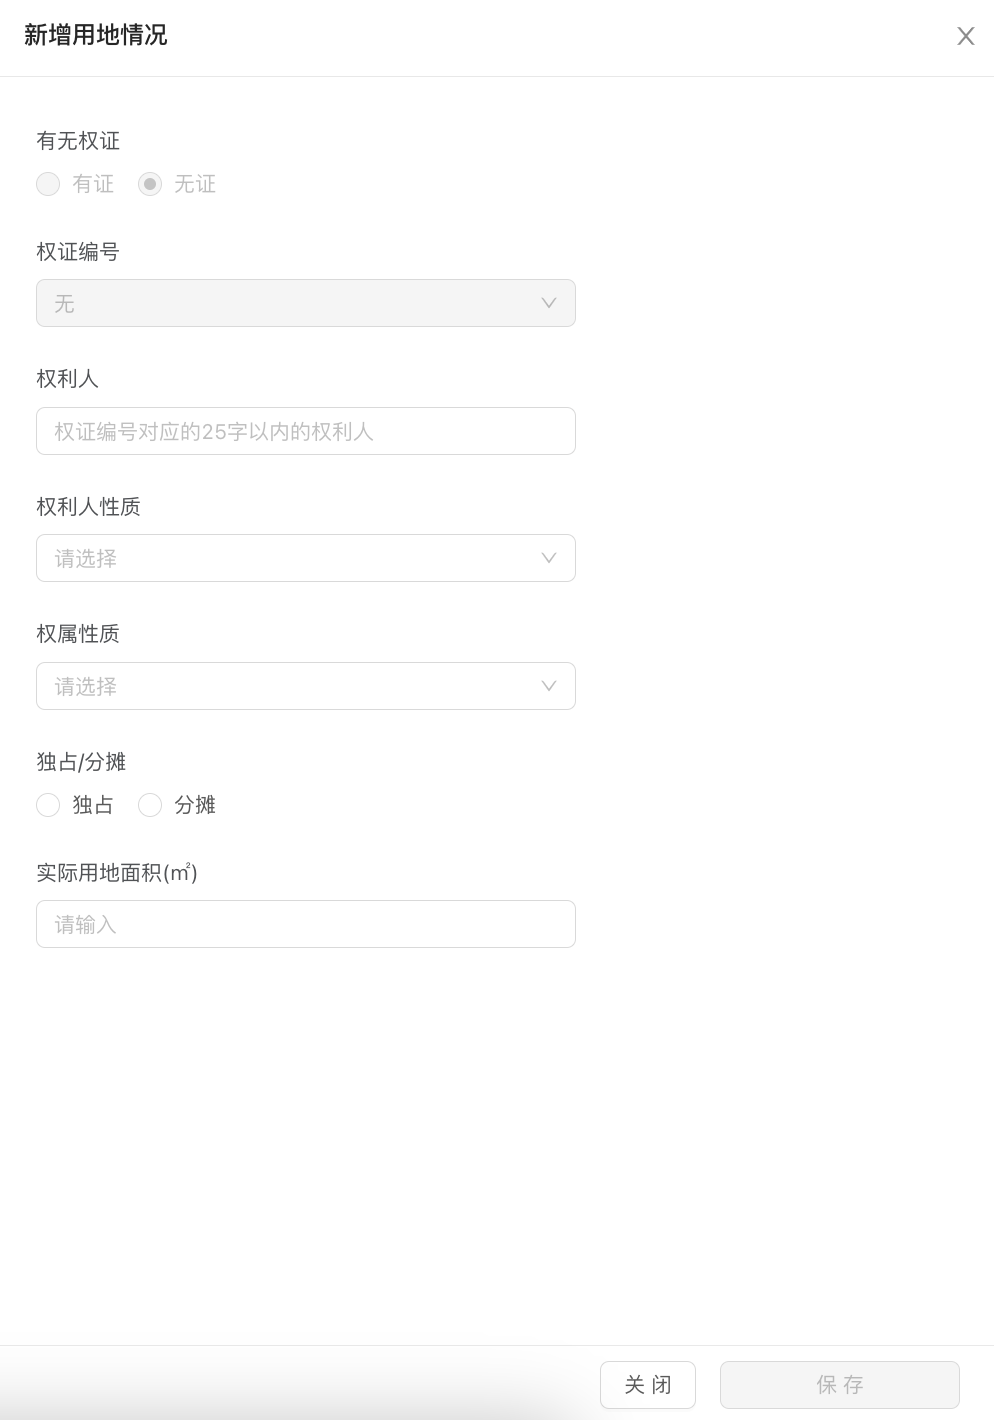 新增用地情况
有无权证
有证 无证
权证编号
无
权利人
权证编号对应的25字以内的权利人
权利人性质
请选择
权属性质
请选择
独占/分摊
独占 分摊
实际用地面积(㎡)
请输入
关 闭 保 存